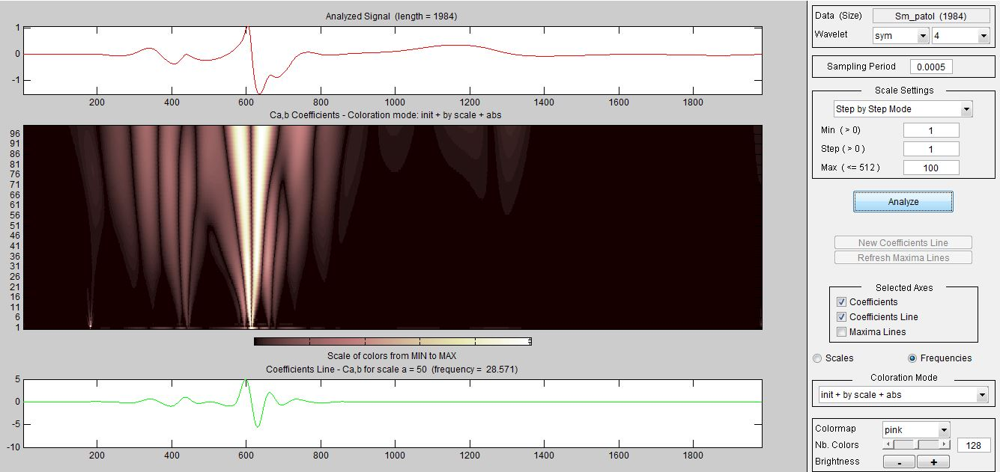 Analyzed Signal (length = 1984)
1
0
-1
200 400 600 800 1000 1200 1400 1600 1800
Ca,b Coefficients - Coloration mode: init + by scale + abs
96
91
86
81
76
71
66
61
56
51
46
41
36
31
26
21
16
11
6
1
Scale of colors from MIN to MAX
Coefficients Line - Ca,b for scale a = 50 (frequency = 28.571)
5
0
-5
-10
200 400 600 800 1000 1200 1400 1600 1800
Data (Size) Sm_patol (1984)
Wavelet sym 4
Sampling Period 0.0005
Scale Settings
Step by Step Mode
Min ( > 0) 1
Step ( > 0 ) 1
Max ( <= 512 ) 100
Analyze
New Coefficients Line
Refresh Maxima Lines
Selected Axes
Coefficients
Coefficients Line
Maxima Lines
Scales Frequencies
Coloration Mode
init + by scale + abs
Colormap pink
Nb. Colors 128
Brightness - +